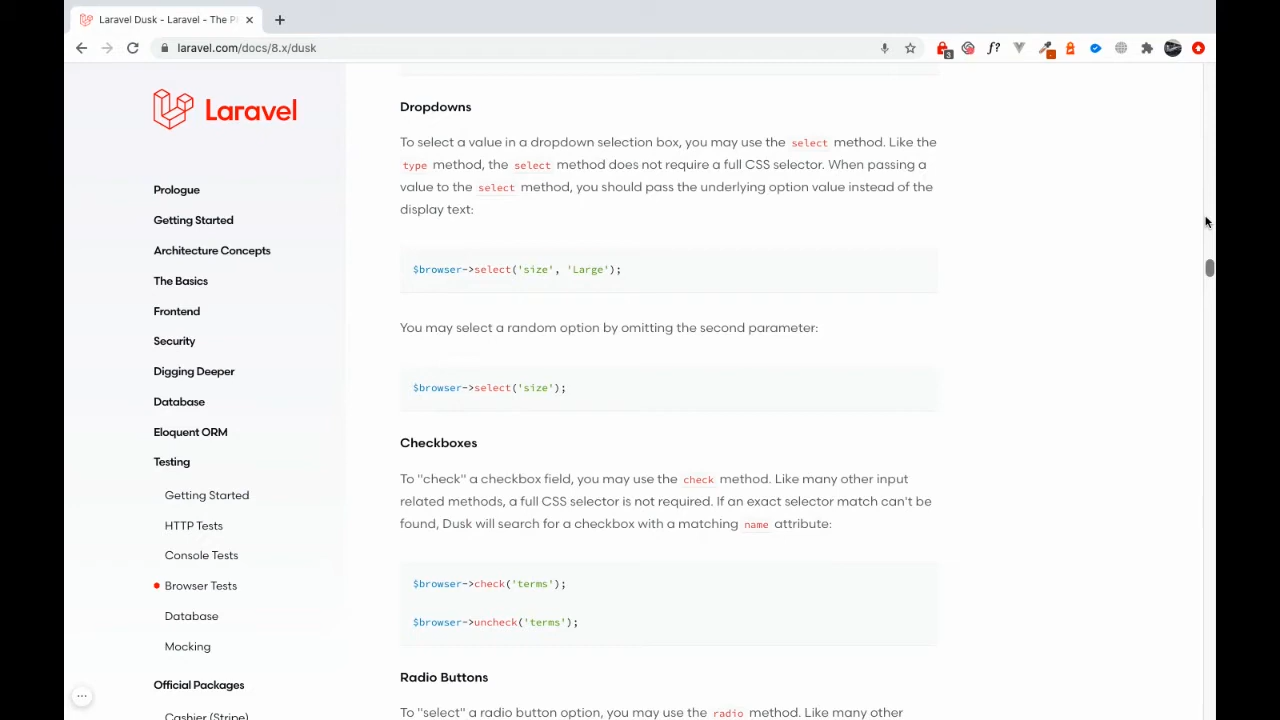 Laravel Dusk - Laravel - The P
laravel.com/docs/8.x/dusk
3
f?
Laravel
Prologue
Getting Started
Architecture Concepts
The Basics
Frontend
Security
Digging Deeper
Database
Eloquent ORM
Testing
Getting Started
HTTP Tests
Console Tests
Browser Tests
Database
Mocking
Official Packages
Cashier (Stripe)
Dropdowns
To select a value in a dropdown selection box, you may use the select method. Like the
type method, the select method does not require a full CSS selector. When passing a
value to the select method, you should pass the underlying option value instead of the
display text:
$browser->select('size', 'Large');
You may select a random option by omitting the second parameter:
$browser->select('size');
Checkboxes
To "check" a checkbox field, you may use the check method. Like many other input
related methods, a full CSS selector is not required. If an exact selector match can't be
found, Dusk will search for a checkbox with a matching name attribute:
$browser->check('terms');
$browser->uncheck('terms');
Radio Buttons
To "select" a radio button option, you may use the radio method. Like many other